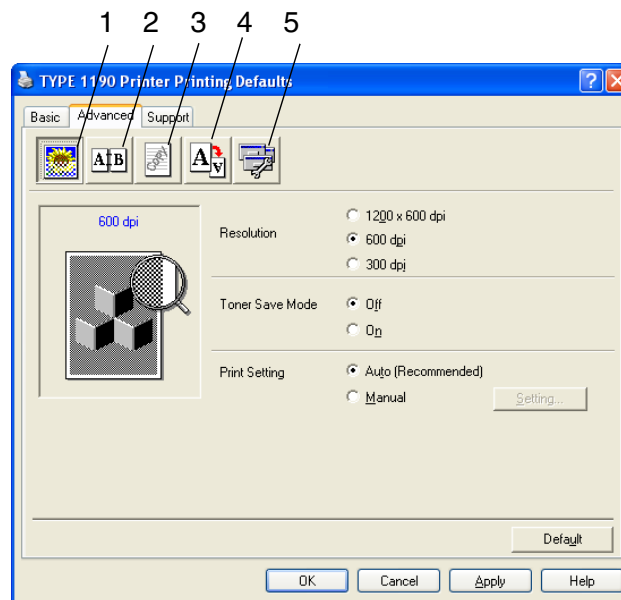 1 2 3 4 5
TYPE 1190 Printer Printing Defaults
Basic Advanced Support
A B Copy A A
600 dpi
Resolution
1200 x 600 dpi
600 dpi
300 dpi
Toner Save Mode
Off
On
Print Setting
Auto (Recommended)
Manual
Setting...
Default
OK Cancel Apply Help